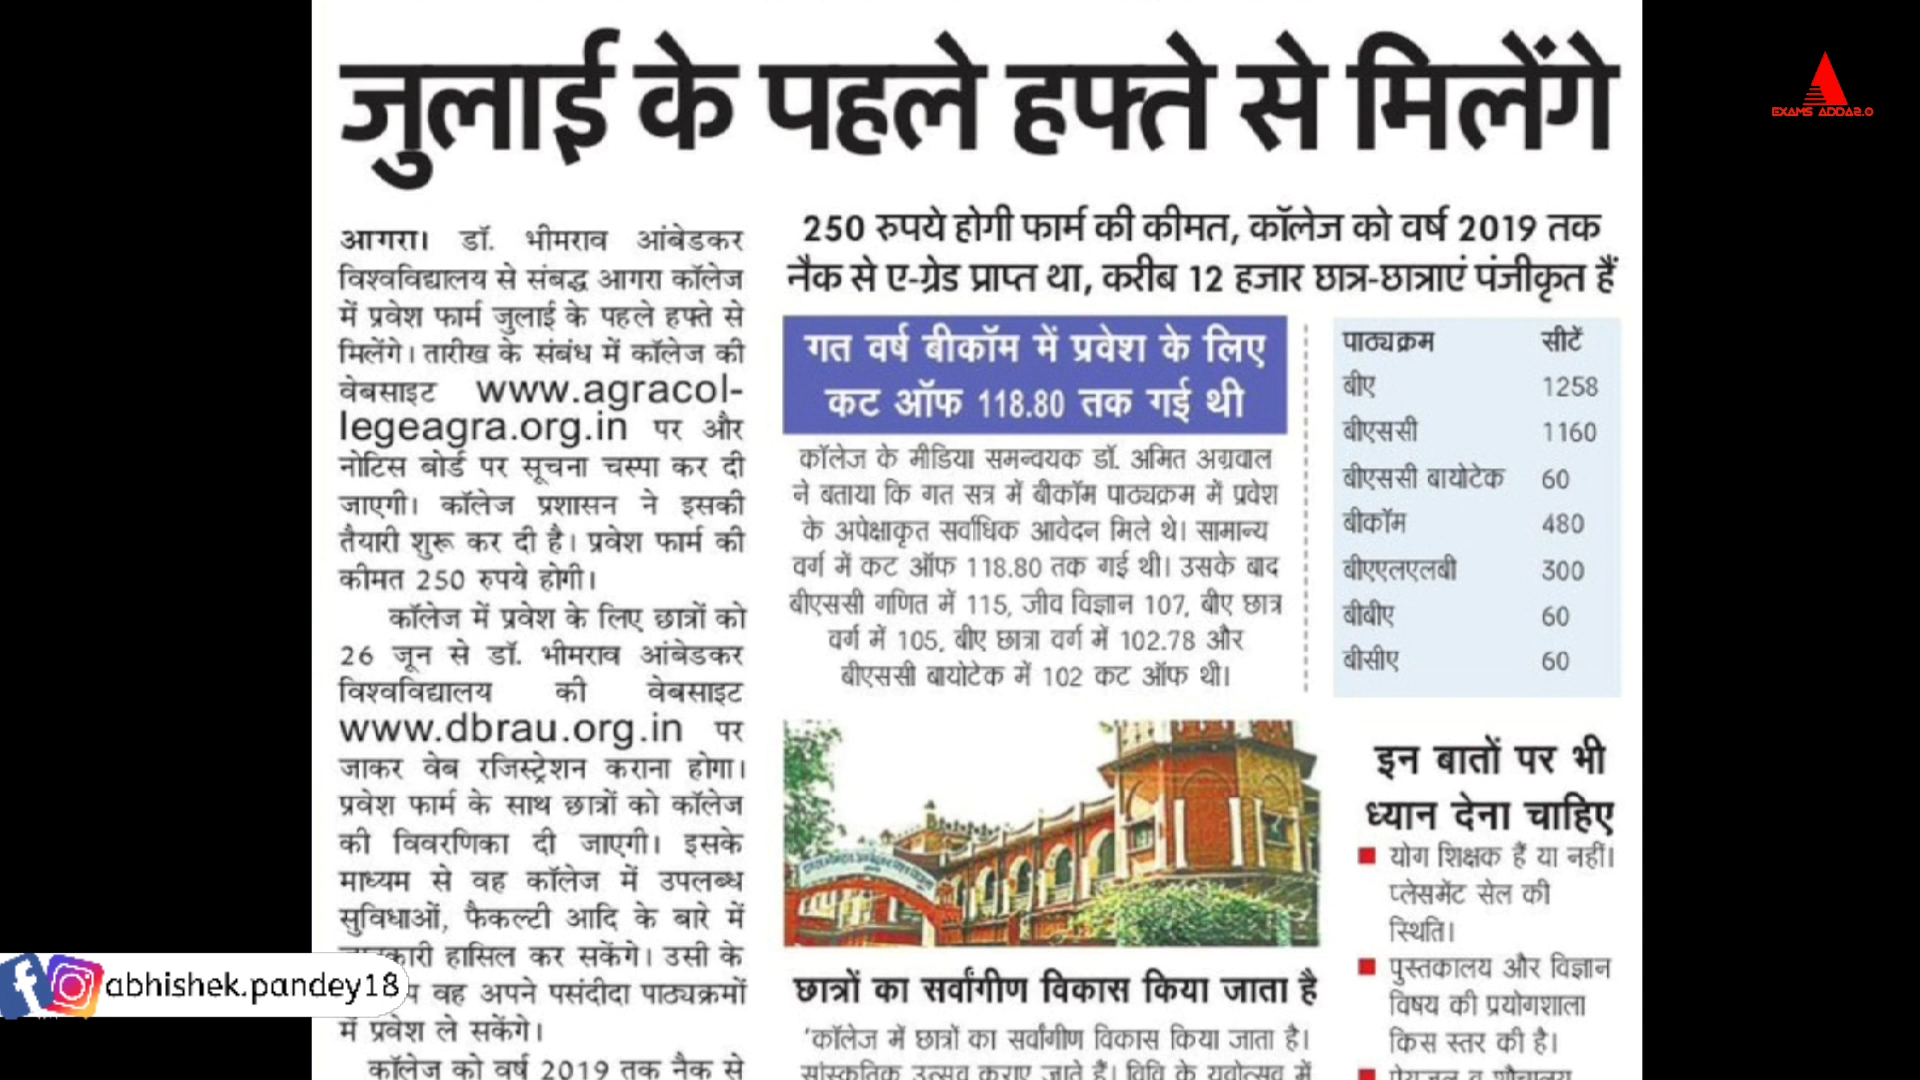 जुलाई के पहले हफ्ते से मिलेंगे
EXAMS ADDA2.0
250 रुपये होगी फार्म की कीमत, कॉलेज को वर्ष 2019 तक
नैक से ए-ग्रेड प्राप्त था, करीब 12 हजार छात्र-छात्राएं पंजीकृत हैं
आगरा। डॉ. भीमराव आंबेडकर
विश्वविद्यालय से संबद्ध आगरा कॉलेज
में प्रवेश फार्म जुलाई के पहले हफ्ते से
मिलेंगे। तारीख के संबंध में कॉलेज की
वेबसाइट www.agracol-
legeagra.org.in पर और
नोटिस बोर्ड पर सूचना चस्पा कर दी
जाएगी। कॉलेज प्रशासन ने इसकी
तैयारी शुरू कर दी है। प्रवेश फार्म की
कीमत 250 रुपये होगी।
कॉलेज में प्रवेश के लिए छात्रों को
26 जून से डॉ. भीमराव आंबेडकर
विश्वविद्यालय की वेबसाइट
www.dbrau.org.in पर
जाकर वेब रजिस्ट्रेशन कराना होगा।
प्रवेश फार्म के साथ छात्रों को कॉलेज
की विवरणिका दी जाएगी। इसके
माध्यम से वह कॉलेज में उपलब्ध
सुविधाओं, फैकल्टी आदि के बारे में
हासिल कर सकेंगे। उसी के
वह अपने पसंदीदा पाठ्यक्रमों
में प्रवेश ले सकेंगे।
कॉलेज को वर्ष 2019 तक नैक से
abhishek.pandey18
गत वर्ष बीकॉम में प्रवेश के लिए
कट ऑफ 118.80 तक गई थी
कॉलेज के मीडिया समन्वयक डॉ. अमित अग्रवाल
ने बताया कि गत सत्र में बीकॉम पाठ्यक्रम में प्रवेश
के अपेक्षाकृत सर्वाधिक आवेदन मिले थे। सामान्य
वर्ग में कट ऑफ 118.80 तक गई थी। उसके बाद
बीएससी गणित में 115, जीव विज्ञान 107, बीए छात्र
वर्ग में 105, बीए छात्रा वर्ग में 102.78 और
बीएससी बायोटेक में 102 कट ऑफ थी।
पाठ्यक्रम सीटें
बीए 1258
बीएससी 1160
बीएससी बायोटेक 60
बीकॉम 480
बीएएलएलबी 300
बीबीए 60
बीसीए 60
छात्रों का सर्वांगीण विकास किया जाता है
'कॉलेज में छात्रों का सर्वांगीण विकास किया जाता है।
सांस्कृतिक उत्सव कराए जाते हैं। विवि के युवोत्सव में
इन बातों पर भी
ध्यान देना चाहिए
योग शिक्षक हैं या नहीं।
प्लेसमेंट सेल की
स्थिति।
पुस्तकालय और विज्ञान
विषय की प्रयोगशाला
किस स्तर की है।
पेयजल व शौचालय